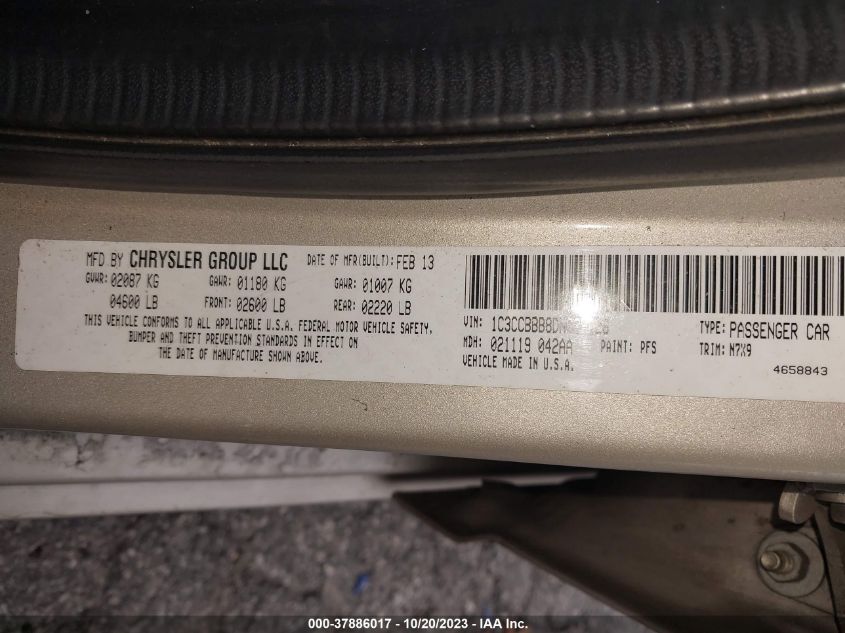 MFD BY CHRYSLER GROUP LLC DATE OF MFR(BUILT): FEB 13
GVWR: 02087 KG GAWR: 01180 KG GAWR: 01007 KG
04600 LB FRONT: 02600 LB REAR: 02220 LB
THIS VEHICLE CONFORMS TO ALL APPLICABLE U.S.A. FEDERAL MOTOR VEHICLE SAFETY,
BUMPER AND THEFT PREVENTION STANDARDS IN EFFECT ON
THE DATE OF MANUFACTURE SHOWN ABOVE.
VIN: TYPE: PASSENGER CAR
MDH: 021119 042AA PAINT: PFS TRIM: N7X9
VEHICLE MADE IN U.S.A. 4658843
000-37886017 - 10/20/2023 - IAA Inc.